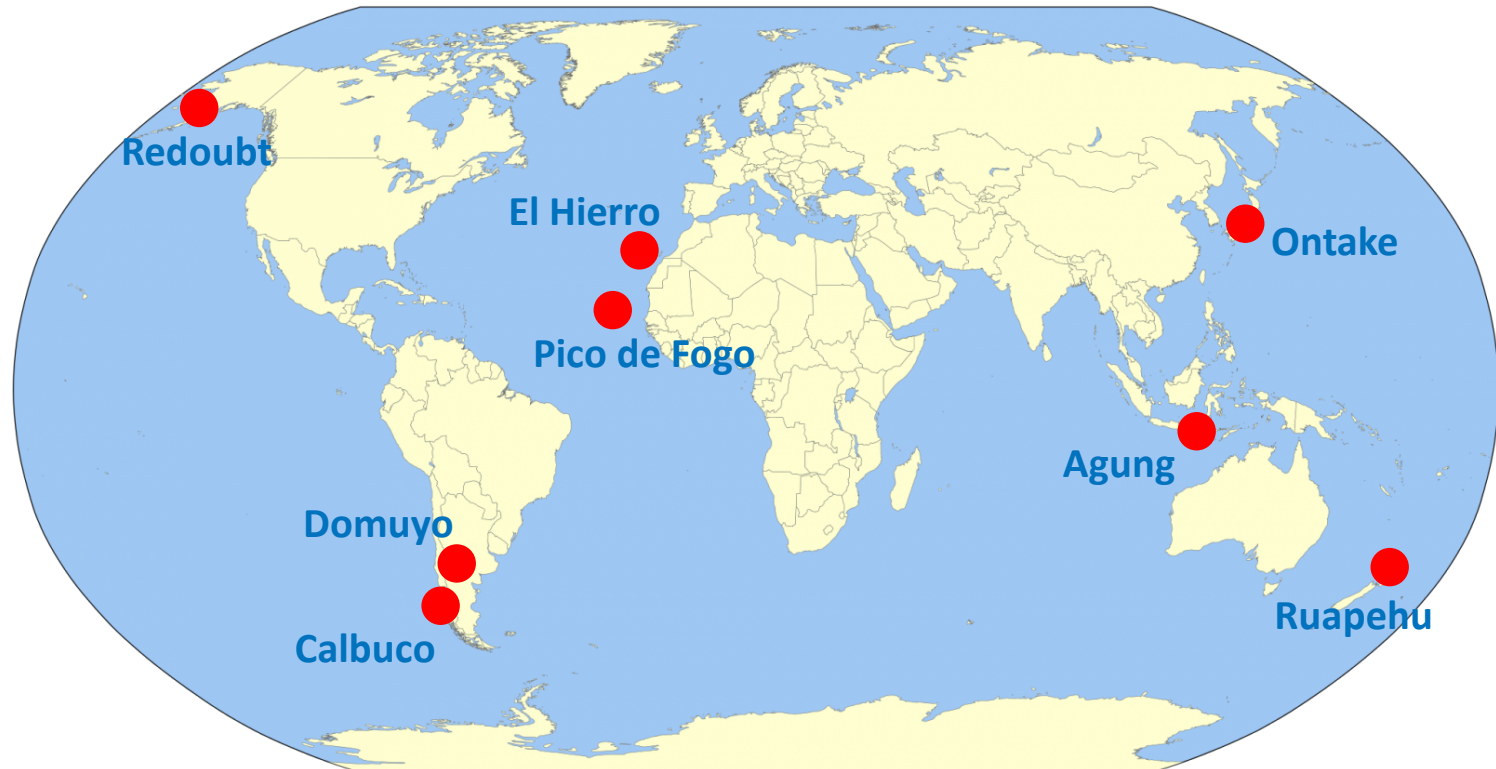 Redoubt
El Hierro
Ontake
Pico de Fogo
Agung
Domuyo
Ruapehu
Calbuco